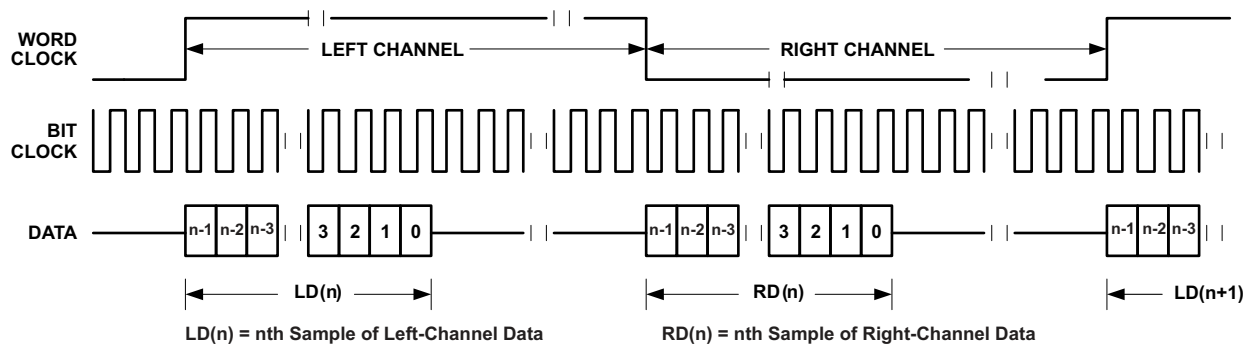 WORD
CLOCK
LEFT CHANNEL
RIGHT CHANNEL
BIT
CLOCK
DATA
n-1 n-2 n-3 3 2 1 0 n-1 n-2 n-3 3 2 1 0 n-1 n-2 n-3
LD(n) RD(n) LD(n+1)
LD(n) = nth Sample of Left-Channel Data
RD(n) = nth Sample of Right-Channel Data